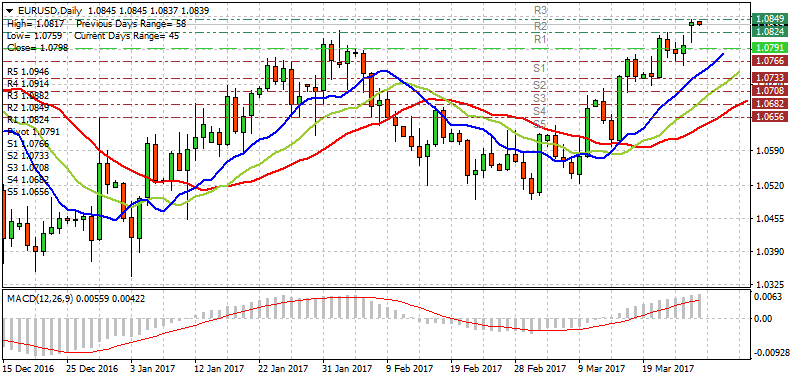 EURUSD,Daily 1.0845 1.0845 1.0837 1.0839
High= 1.0817 Previous Days Range= 58
Low= 1.0759 Current Days Range= 45
Close= 1.0798
R5 1.0946
R4 1.0914
R3 1.0882
R2 1.0849
R1 1.0824
Pivot 1.0791
S1 1.0766
S2 1.0733
S3 1.0708
S4 1.0682
S5 1.0656
R3
R2
R1
S1
S2
S3
S4
S5
1.0849
1.0824
1.0791
1.0766
1.0733
1.0708
1.0682
1.0656
1.0590
1.0520
1.0455
1.0390
1.0325
MACD(12,26,9) 0.00559 0.00422
0.0063
0.00
-0.00928
15 Dec 2016 25 Dec 2016 3 Jan 2017 12 Jan 2017 22 Jan 2017 31 Jan 2017 9 Feb 2017 19 Feb 2017 28 Feb 2017 9 Mar 2017 19 Mar 2017